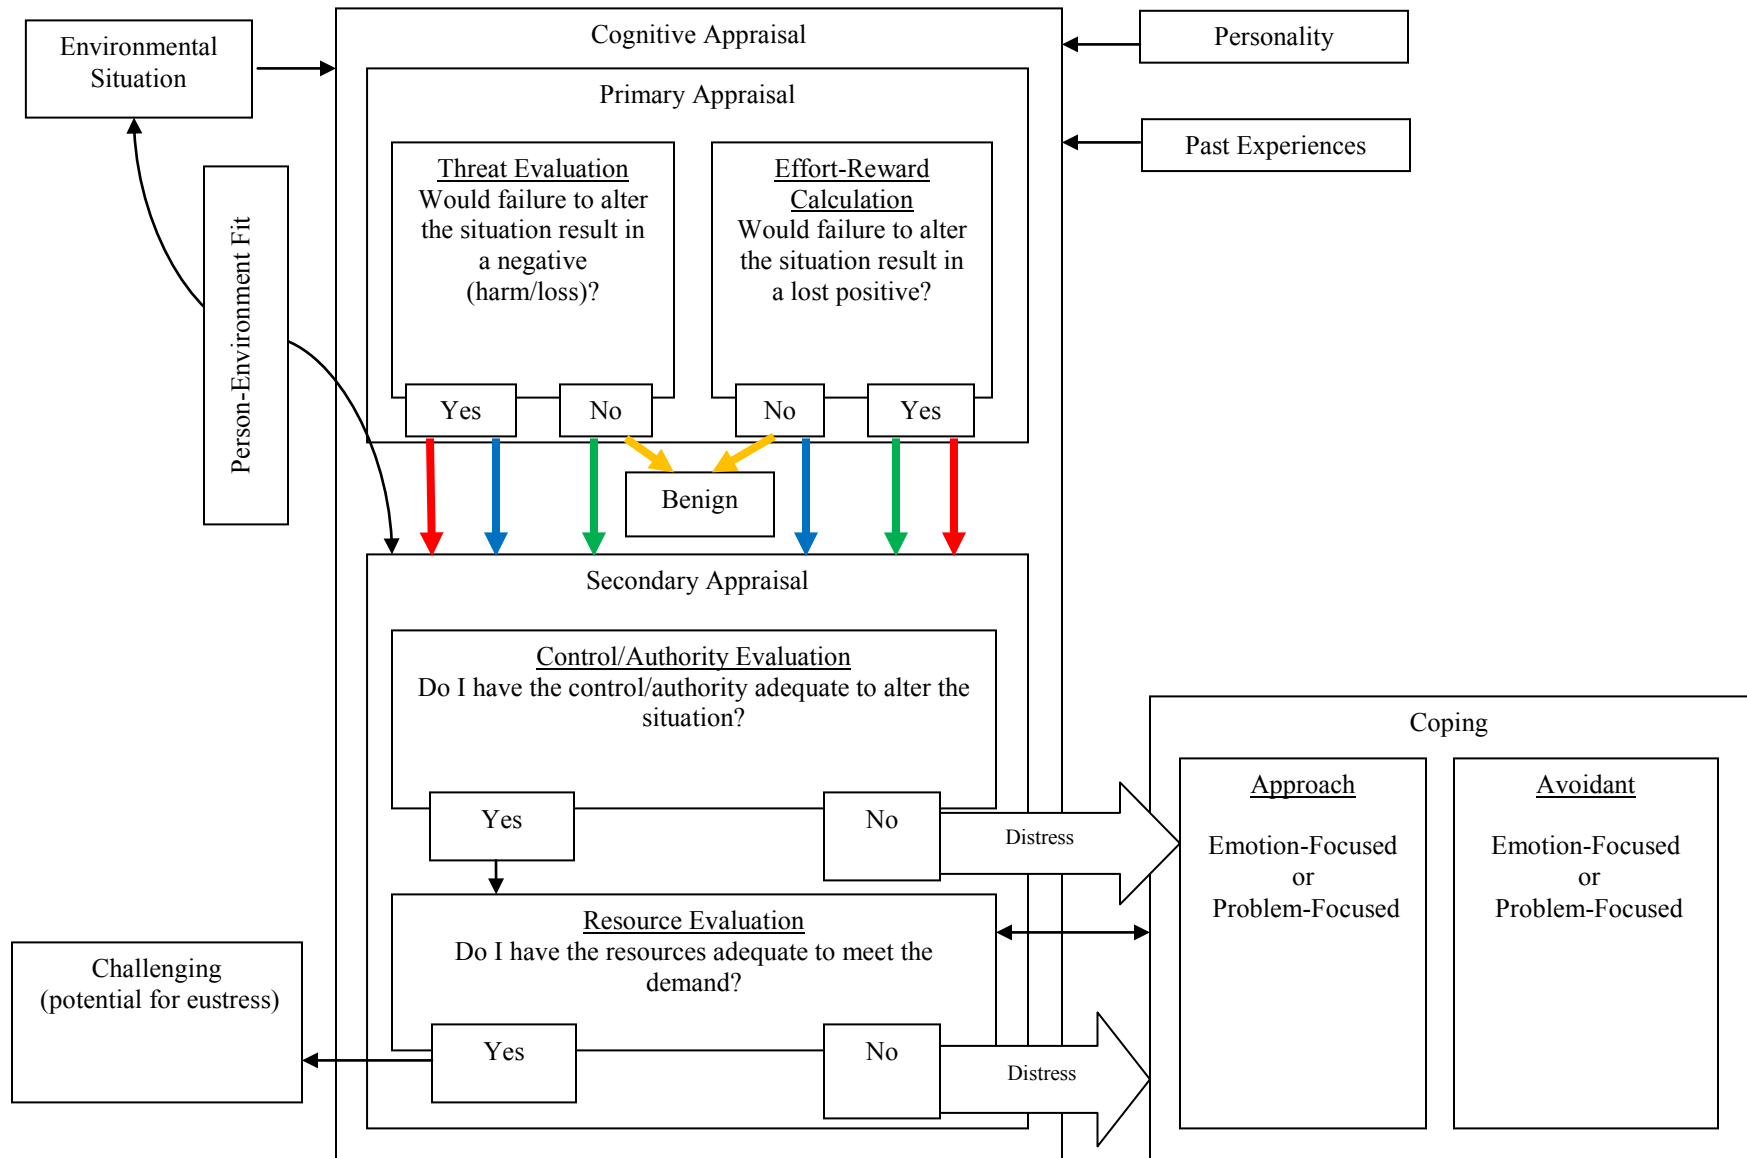 Environmental
Situation
Cognitive Appraisal
Personality
Past Experiences
Primary Appraisal
Threat Evaluation
Would failure to alter
the situation result in
a negative
(harm/loss)?
Effort-Reward
Calculation
Would failure to alter
the situation result in
a lost positive?
Person-Environment Fit
Yes
No
No
Yes
Benign
Secondary Appraisal
Control/Authority Evaluation
Do I have the control/authority adequate to alter the
situation?
Yes
No
Distress
Coping
Approach
Emotion-Focused
or
Problem-Focused
Avoidant
Emotion-Focused
or
Problem-Focused
Resource Evaluation
Do I have the resources adequate to meet the
demand?
Yes
No
Distress
Challenging
(potential for eustress)